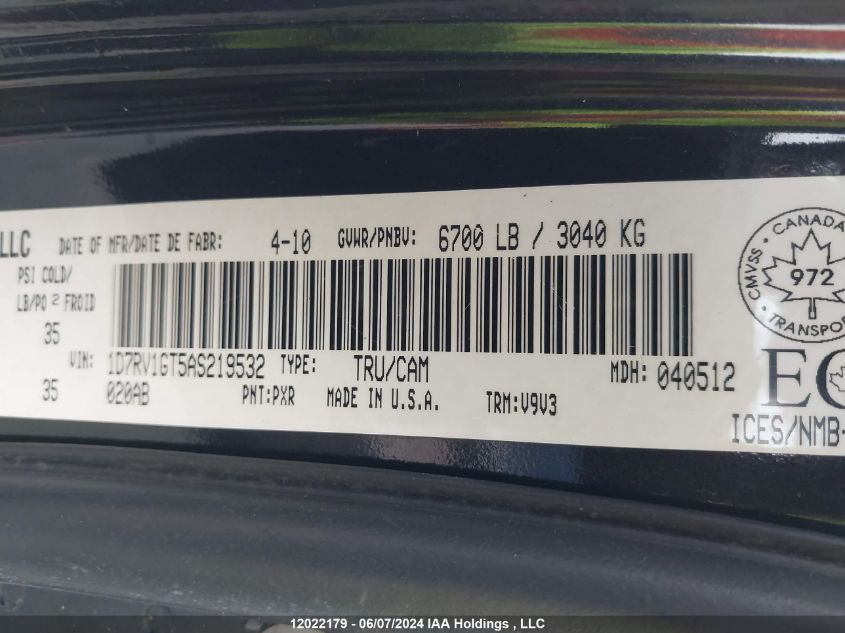 LLC DATE OF MFR/DATE DE FABR: 4-10 GVWR/PNBV: 6700 LB / 3040 KG
PSI COLD/
LB/PO 2 FROID
35
35
VIN: 1D7RV1GT5AS219532 TYPE: TRU/CAM MDH: 040512
020AB PNT:PXR MADE IN U.S.A. TRM:V9V3
CANADA
CMVSS 972
TRANSPOR
EC
ICES/NMB-
12022179 - 06/07/2024 IAA Holdings , LLC